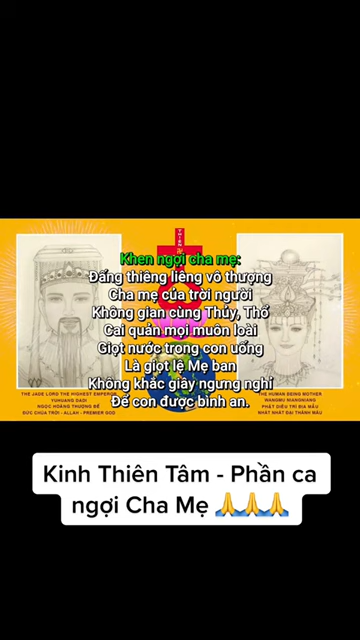 THIÊN
Khen ngợi cha mẹ:
Đấng thiêng liêng vô thượng
Cha mẹ của trời người
Không gian cùng Thủy, Thổ
Cai quản mọi muôn loài
Giọt nước trong con uống
Là giọt lệ Mẹ ban
Không khắc giây ngưng nghỉ
Để con được bình an.
THE JADE LORD THE HIGHEST EMPEROR
YUHUANG DADI
NGỌC HOÀNG THƯỢNG ĐẾ
ĐỨC CHÚA TRỜI - ALLAH - PREMIER GOD
THE HUMAN BEING MOTHER
WANGMU NIANGNIANG
PHẬT DIÊU TRÌ ĐỊA MẪU
NHẤT NHẤT ĐẠI THÁNH MẪU
Kinh Thiên Tâm - Phần ca
ngợi Cha Mẹ 🙏🙏🙏